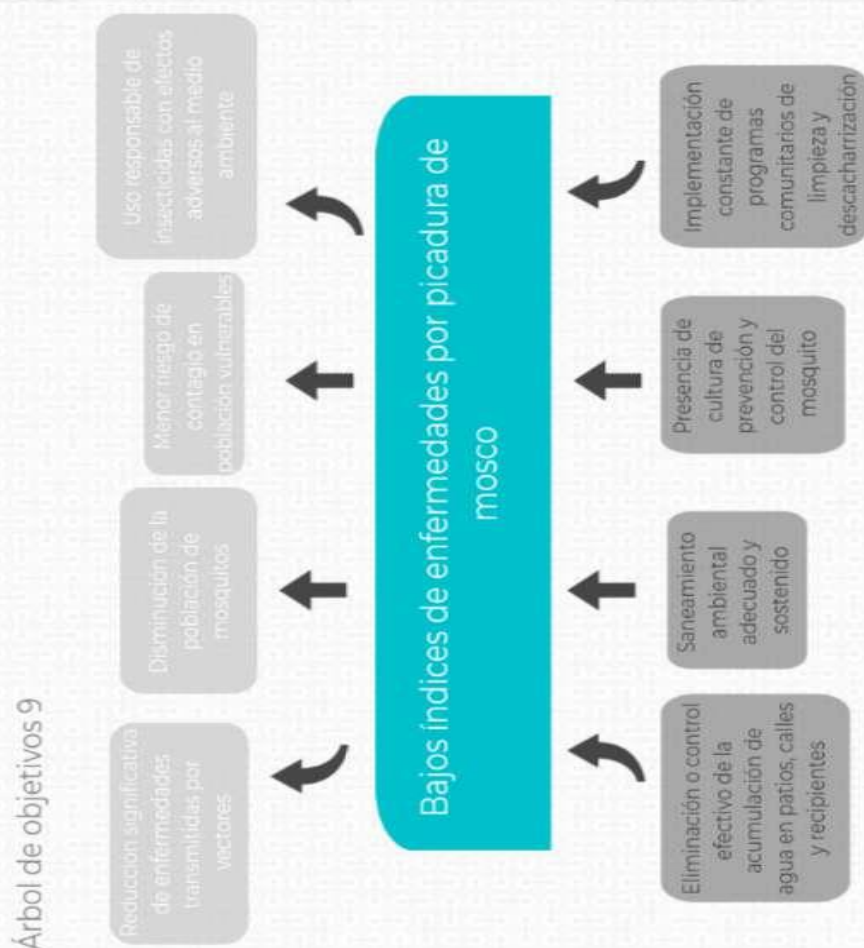 Árbol de objetivos 9
Reducción significativa
de enfermedades
transmitidas por
vectores
Disminución de la
población de
mosquitos
Menor riesgo de
contagio en
población vulnerables
Uso responsable de
insecticidas con efectos
adversos al medio
ambiente
Bajos índices de enfermedades por picadura de
mosco
Eliminación o control
efectivo de la
acumulación de
agua en patios, calles
y recipientes
Saneamiento
ambiental
adecuado y
sostenido
Presencia de
cultura de
prevención y
control del
mosquito
Implementación
constante de
programas
comunitarios de
limpieza y
descacharrización